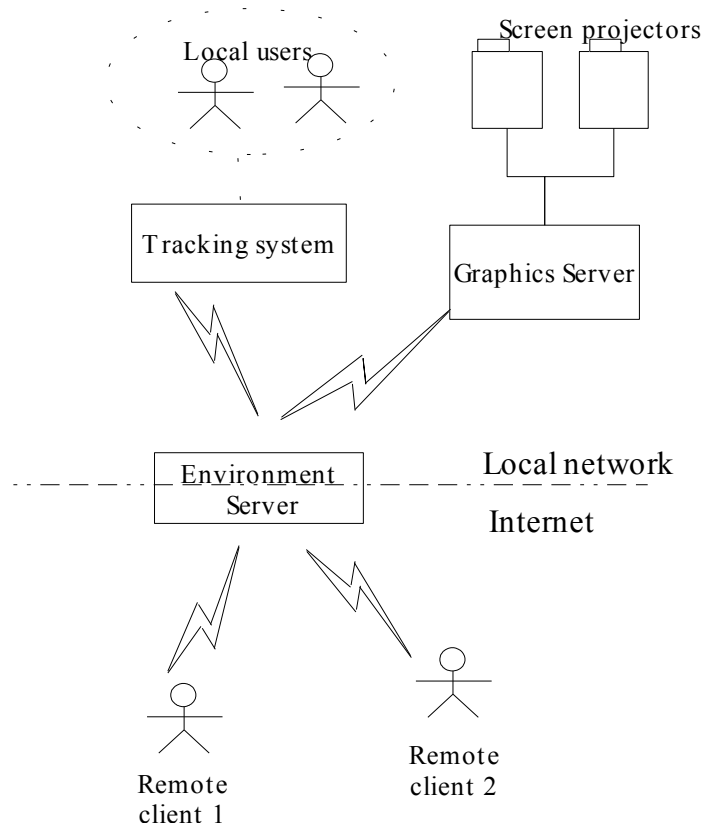 Screen projectors
Local users
Tracking system
Graphics Server
Environment
Server
Local network
Internet
Remote
client 1
Remote
client 2